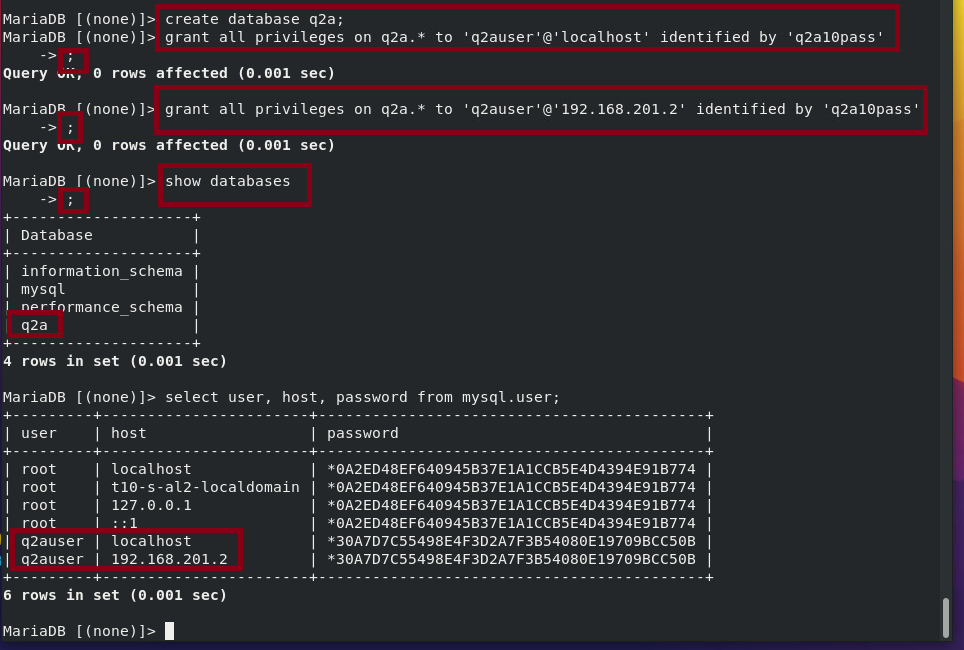 MariaDB [(none)]> create database q2a;
MariaDB [(none)]> grant all privileges on q2a.* to 'q2auser'@'localhost' identified by 'q2a10pass'
    -> ;
Query OK, 0 rows affected (0.001 sec)

MariaDB [(none)]> grant all privileges on q2a.* to 'q2auser'@'192.168.201.2' identified by 'q2a10pass'
    -> ;
Query OK, 0 rows affected (0.001 sec)

MariaDB [(none)]> show databases
    -> ;
+--------------------+
| Database           |
+--------------------+
| information_schema |
| mysql              |
| performance_schema |
| q2a                |
+--------------------+
4 rows in set (0.001 sec)

MariaDB [(none)]> select user, host, password from mysql.user;
+---------+-----------------------+-------------------------------------------+
| user    | host                  | password                                  |
+---------+-----------------------+-------------------------------------------+
| root    | localhost             | *0A2ED48EF640945B37E1A1CCB5E4D4394E91B774 |
| root    | t10-s-al2-localdomain | *0A2ED48EF640945B37E1A1CCB5E4D4394E91B774 |
| root    | 127.0.0.1             | *0A2ED48EF640945B37E1A1CCB5E4D4394E91B774 |
| root    | ::1                   | *0A2ED48EF640945B37E1A1CCB5E4D4394E91B774 |
| q2auser | localhost             | *30A7D7C55498E4F3D2A7F3B54080E19709BCC50B |
| q2auser | 192.168.201.2         | *30A7D7C55498E4F3D2A7F3B54080E19709BCC50B |
+---------+-----------------------+-------------------------------------------+
6 rows in set (0.001 sec)

MariaDB [(none)]>